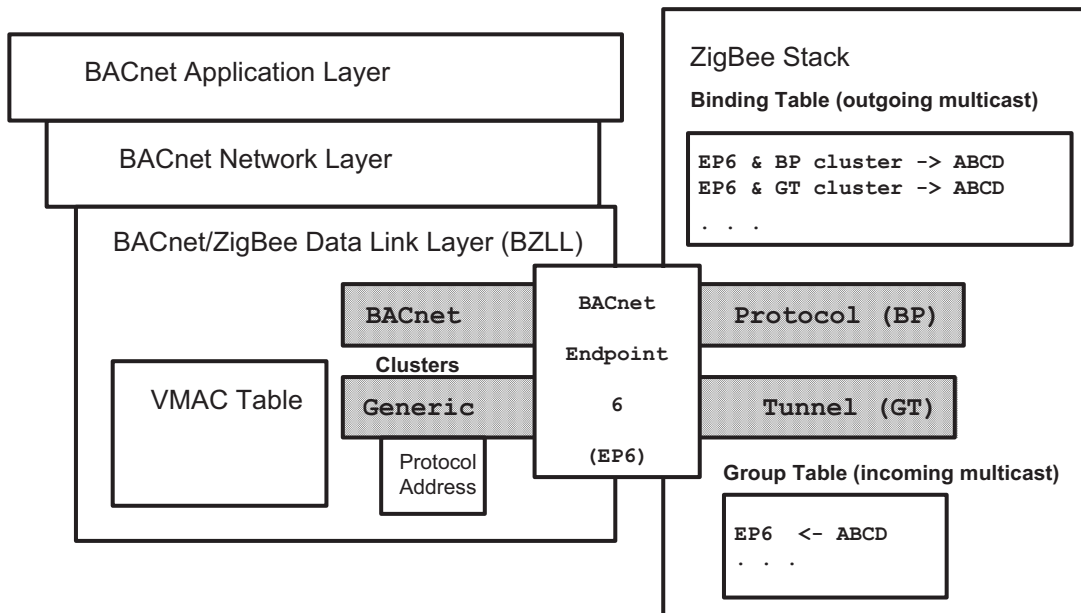 BACnet Application Layer
BACnet Network Layer
BACnet/ZigBee Data Link Layer (BZLL)
BACnet
Clusters
Generic
VMAC Table
Protocol
Address
BACnet
Endpoint
6
(EP6)
ZigBee Stack
Binding Table (outgoing multicast)
EP6 & BP cluster -> ABCD
EP6 & GT cluster -> ABCD
. . .
Protocol (BP)
Tunnel (GT)
Group Table (incoming multicast)
EP6 <- ABCD
. . .